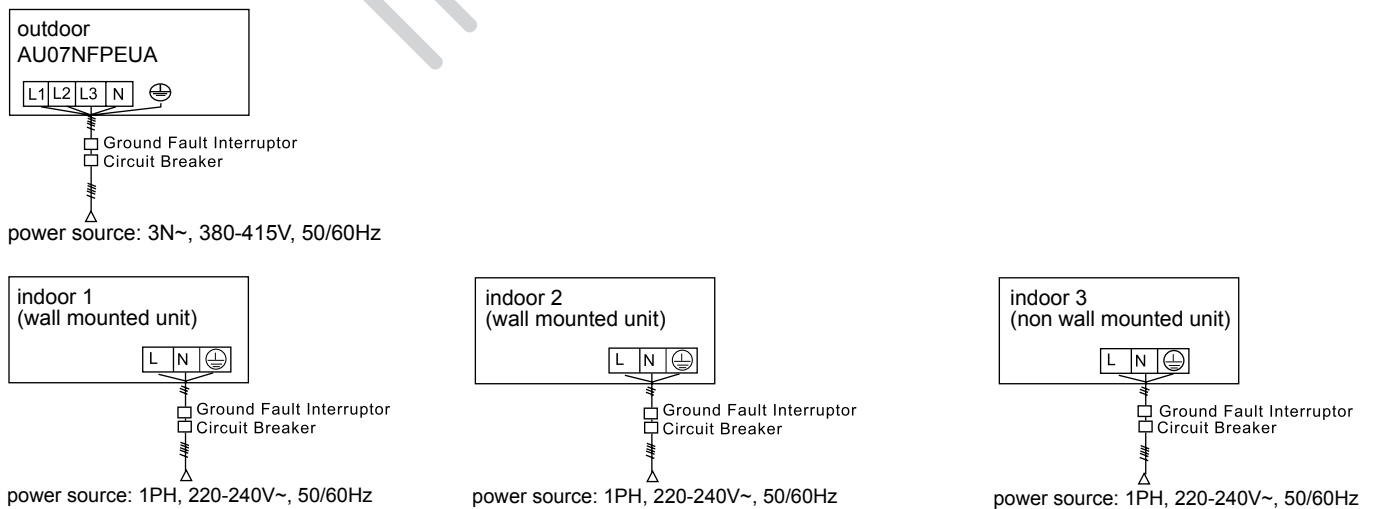 outdoor
AU07NFPEUA
L1 L2 L3 N
Ground Fault Interruptor
Circuit Breaker
power source: 3N~, 380-415V, 50/60Hz
indoor 1
(wall mounted unit)
L N
Ground Fault Interruptor
Circuit Breaker
power source: 1PH, 220-240V~, 50/60Hz
indoor 2
(wall mounted unit)
L N
Ground Fault Interruptor
Circuit Breaker
power source: 1PH, 220-240V~, 50/60Hz
indoor 3
(non wall mounted unit)
L N
Ground Fault Interruptor
Circuit Breaker
power source: 1PH, 220-240V~, 50/60Hz